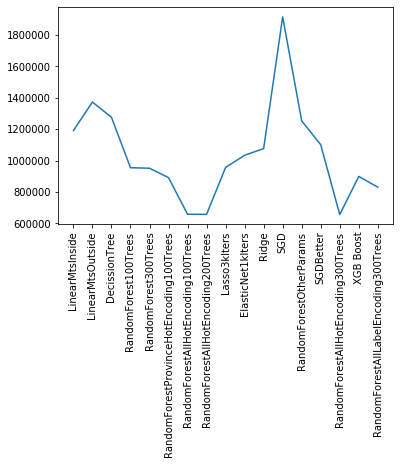 1800000
1600000
1400000
1200000
1000000
800000
600000
LinearMtsInside
LinearMtsOutside
DecissionTree
RandomForest100Trees
RandomForest300Trees
RandomForestProvinceHotEncoding100Trees
RandomForestAllHotEncoding100Trees
RandomForestAllHotEncoding200Trees
Lasso3kIters
ElasticNet1kIters
Ridge
SGD
RandomForestOtherParams
SGDBetter
RandomForestAllHotEncoding300Trees
XGB Boost
RandomForestAllLabelEncoding300Trees